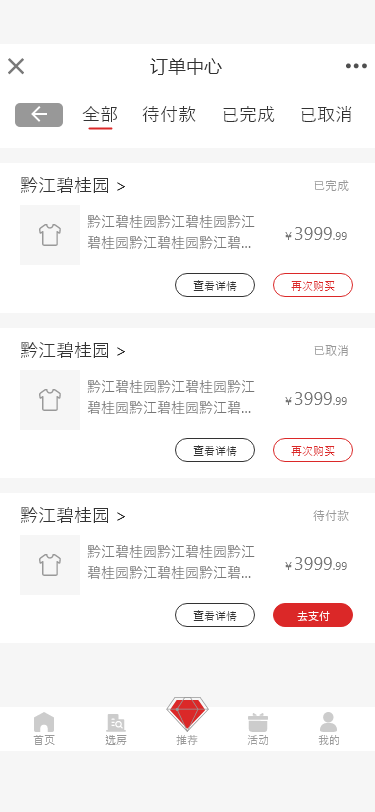 订单中心
全部 待付款 已完成 已取消
黔江碧桂园 >
已完成
黔江碧桂园黔江碧桂园黔江
碧桂园黔江碧桂园黔江碧...
¥3999.99
查看详情 再次购买
黔江碧桂园 >
已取消
黔江碧桂园黔江碧桂园黔江
碧桂园黔江碧桂园黔江碧...
¥3999.99
查看详情 再次购买
黔江碧桂园 >
待付款
黔江碧桂园黔江碧桂园黔江
碧桂园黔江碧桂园黔江碧...
¥3999.99
查看详情 去支付
首页 选房 推荐 活动 我的